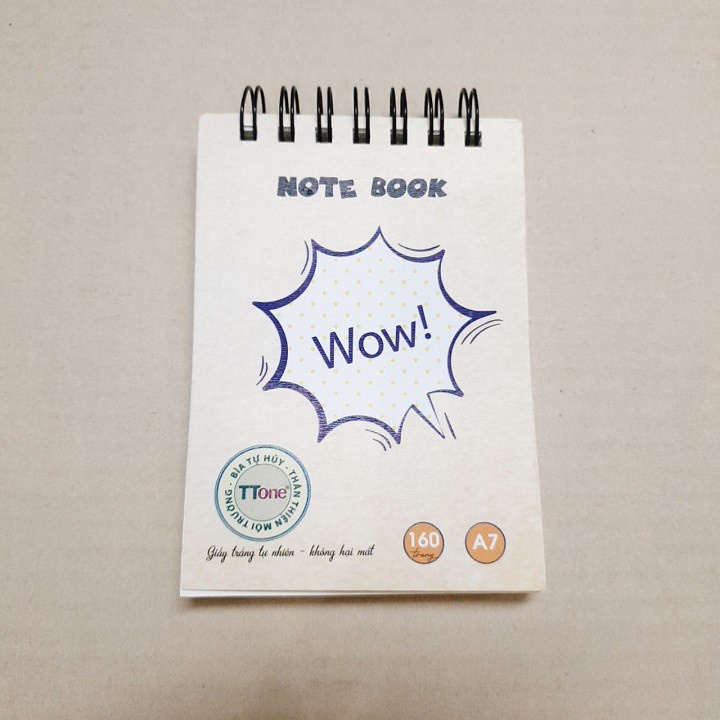 NOTE BOOK
Wow!
BÌA TỰ HỦY - THÂN THIỆN MÔI TRƯỜNG -
TTone®
Giấy trắng tự nhiên - không hại mắt
160
trang
A7